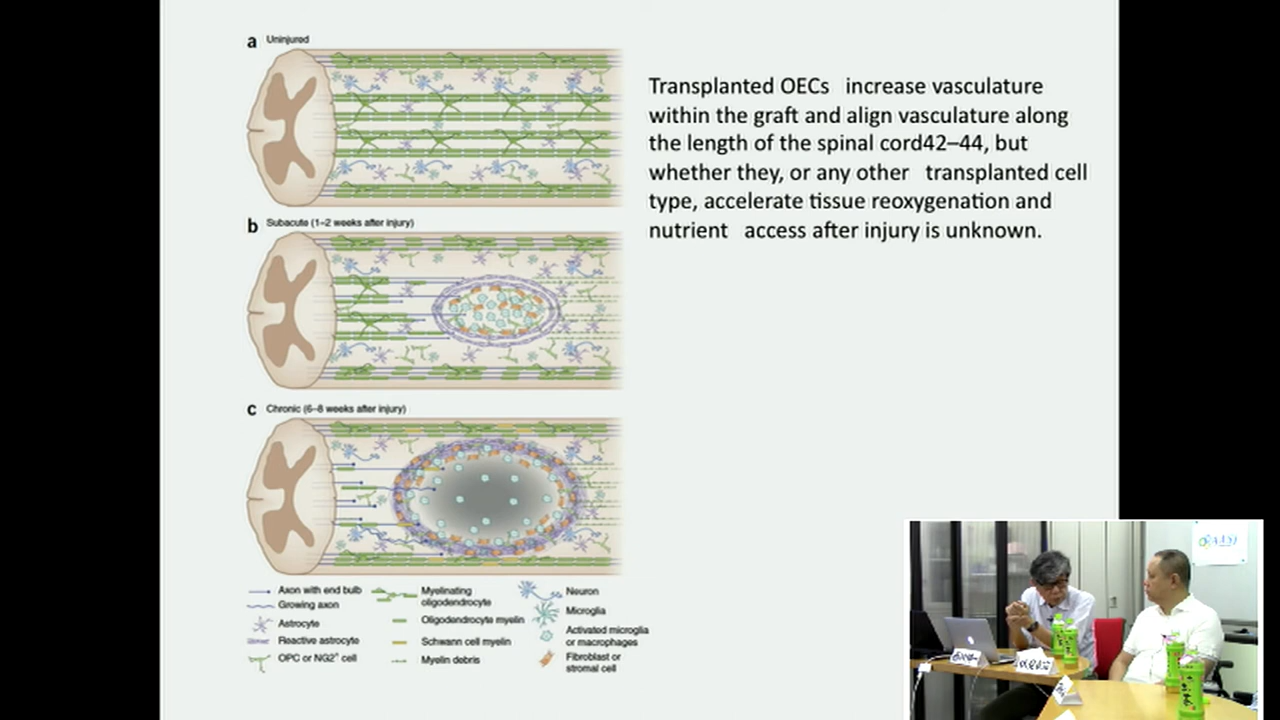 a Uninjured
Transplanted OECs increase vasculature
within the graft and align vasculature along
the length of the spinal cord42–44, but
whether they, or any other transplanted cell
type, accelerate tissue reoxygenation and
nutrient access after injury is unknown.
b Subacute (1–2 weeks after injury)
c Chronic (6–8 weeks after injury)
Axon with end bulb
Growing axon
Astrocyte
Reactive astrocyte
OPC or NG2⁺ cell
Myelinating
oligodendrocyte
Oligodendrocyte myelin
Schwann cell myelin
Myelin debris
Neuron
Microglia
Activated microglia
or macrophages
Fibroblast or
stromal cell